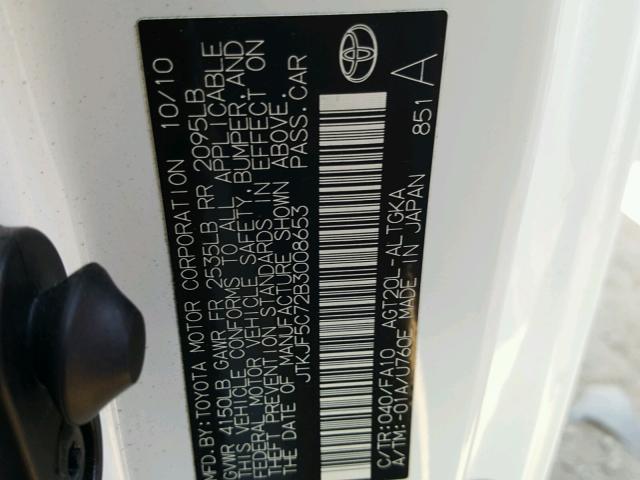 MFD.BY:TOYOTA MOTOR CORPORATION 10/10
GVWR 4150LB GAWR FR 2535LB RR 2095LB
THIS VEHICLE CONFORMS TO ALL APPLICABLE
FEDERAL MOTOR VEHICLE SAFETY,BUMPER,AND
THEFT PREVENTION STANDARDS IN EFFECT ON
THE DATE OF MANUFACTURE SHOWN ABOVE.
JTKJF5C72B3008653 PASS.CAR
C/TR:040/FA10 AGT20L-ALTGKA
A/TM:-01A/U760E MADE IN JAPAN 851 A